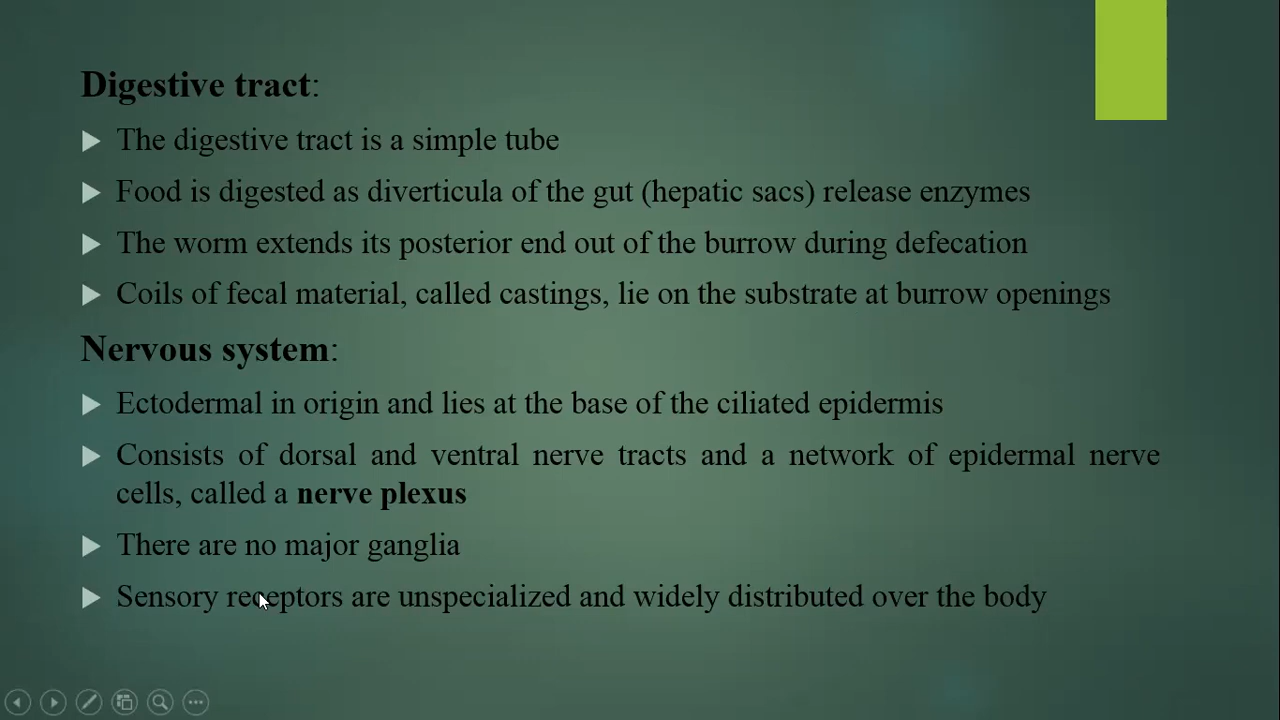 Digestive tract:
The digestive tract is a simple tube
Food is digested as diverticula of the gut (hepatic sacs) release enzymes
The worm extends its posterior end out of the burrow during defecation
Coils of fecal material, called castings, lie on the substrate at burrow openings
Nervous system:
Ectodermal in origin and lies at the base of the ciliated epidermis
Consists of dorsal and ventral nerve tracts and a network of epidermal nerve
cells, called a nerve plexus
There are no major ganglia
Sensory receptors are unspecialized and widely distributed over the body